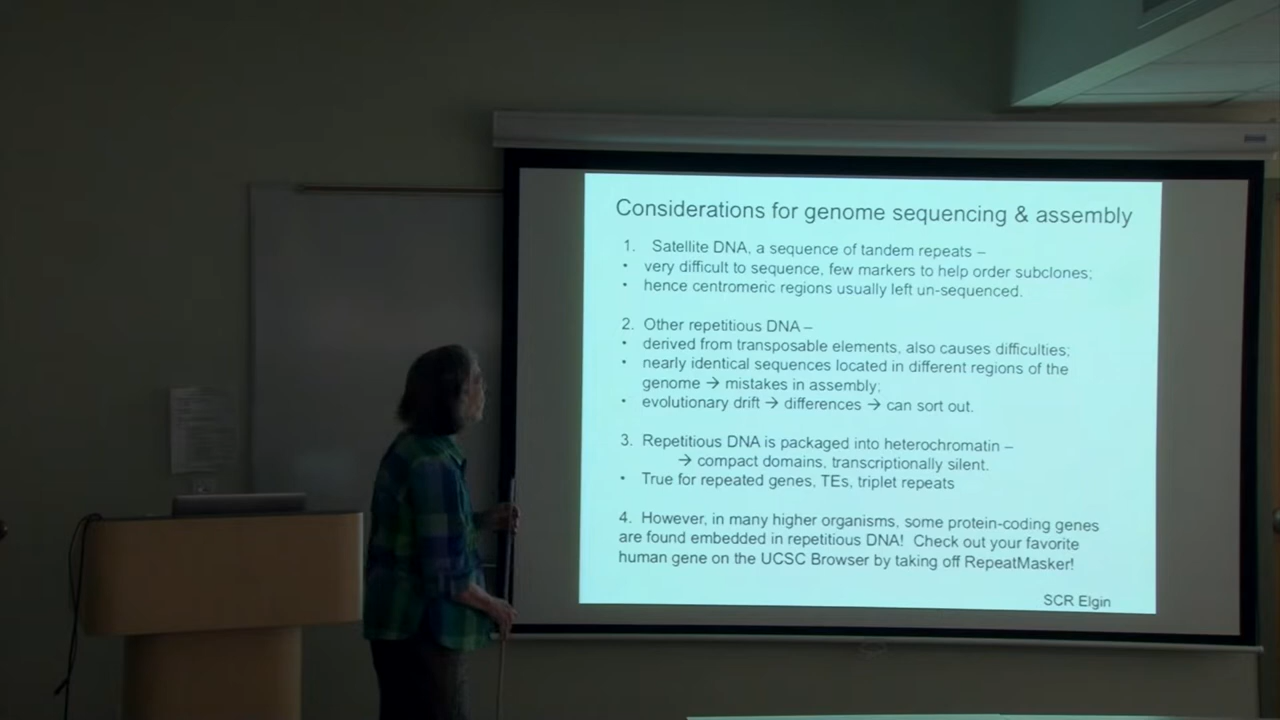 Considerations for genome sequencing & assembly
1. Satellite DNA, a sequence of tandem repeats –
• very difficult to sequence, few markers to help order subclones;
• hence centromeric regions usually left un-sequenced.
2. Other repetitious DNA –
• derived from transposable elements, also causes difficulties;
• nearly identical sequences located in different regions of the
genome → mistakes in assembly;
• evolutionary drift → differences → can sort out.
3. Repetitious DNA is packaged into heterochromatin –
→ compact domains, transcriptionally silent.
• True for repeated genes, TEs, triplet repeats
4. However, in many higher organisms, some protein-coding genes
are found embedded in repetitious DNA! Check out your favorite
human gene on the UCSC Browser by taking off RepeatMasker!
SCR Elgin